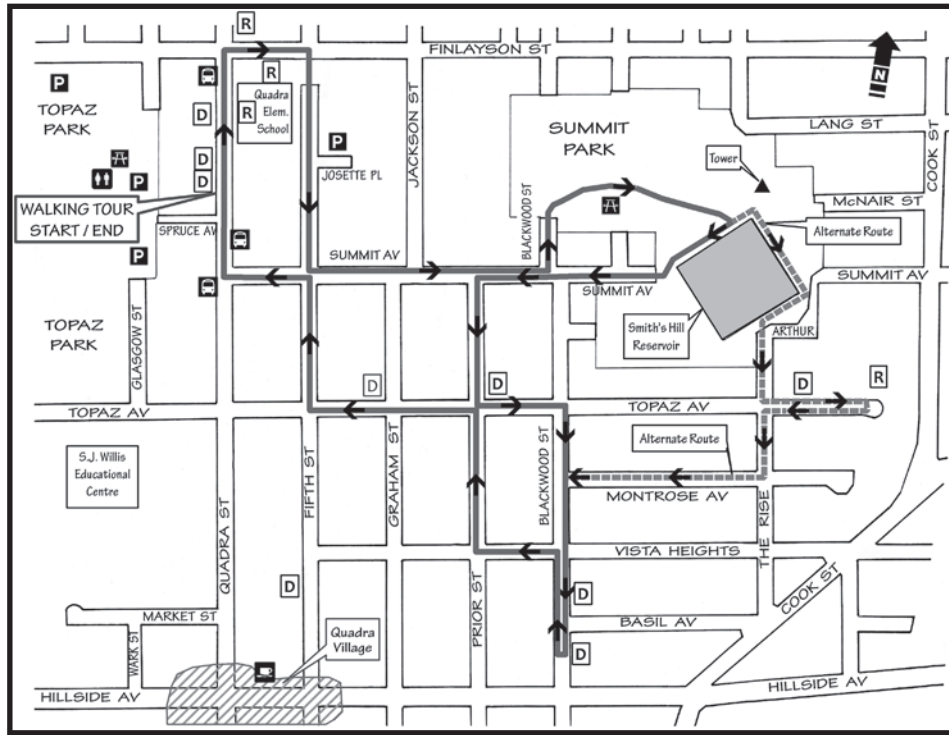 R
FINLAYSON ST
N
P
TOPAZ
PARK
D
R
Quadra
Elem.
School
R
JACKSON ST
SUMMIT
PARK
LANG ST
COOK ST
P
JOSETTE PL
Tower
D
D
P
WALKING TOUR
START / END
SPRUCE AV
McNAIR ST
Alternate Route
BLACKWOOD ST
P
SUMMIT AV
SUMMIT AV
SUMMIT AV
TOPAZ
PARK
GLASGOW ST
Smith's Hill
Reservoir
ARTHUR
D
D
D
R
TOPAZ AV
TOPAZ AV
S.J. Willis
Educational
Centre
QUADRA ST
FIFTH ST
GRAHAM ST
BLACKWOOD ST
Alternate Route
MONTROSE AV
THE RISE
VISTA HEIGHTS
PRIOR ST
COOK ST
D
D
MARKET ST
BASIL AV
WARK ST
Quadra
Village
D
HILLSIDE AV
HILLSIDE AV